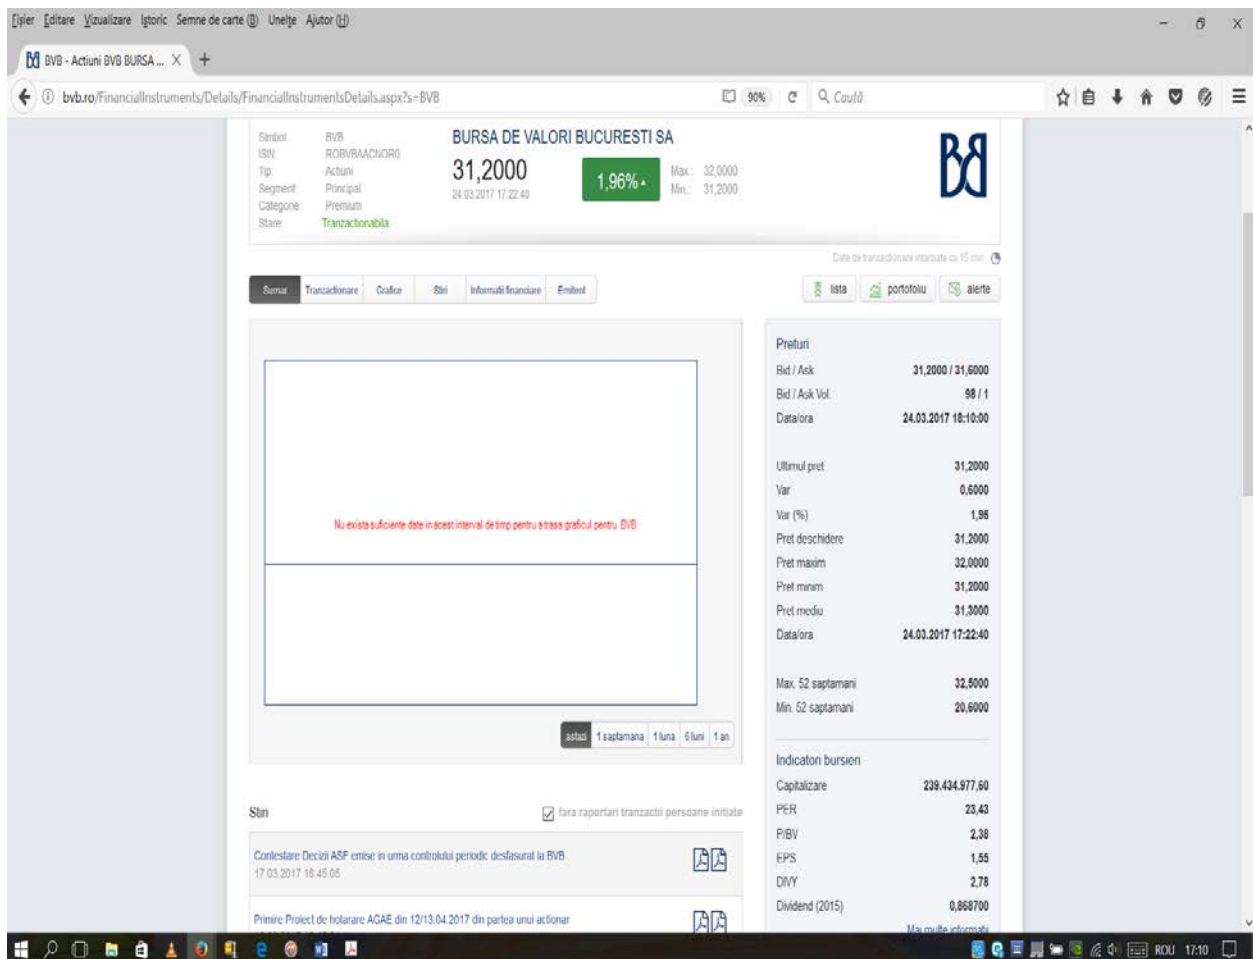 Fișier Editare Vizualizare Istoric Semne de carte (B) Unelte Ajutor (H)
BVB - Actiuni BVB BURSA ... X +
bvb.ro/FinancialInstruments/Details/FinancialInstrumentsDetails.aspx?s=BVB 90% Caută
Simbol: BVB
ISIN: ROBVBAACNOR0
Tip: Actiuni
Segment: Principal
Categorie: Premium
Stare: Tranzactionabila
BURSA DE VALORI BUCURESTI SA
31,2000
24.03.2017 17:22:40
1,96%
Max.: 32,0000
Min.: 31,2000
Date de tranzactionare intarziate cu 15 min.
Sumar Tranzactionare Grafice Stiri Informatii financiare Emitent
lista portofoliu alerte
Nu exista suficiente date in acest interval de timp pentru a trasa graficul pentru BVB
astazi 1 saptamana 1 luna 6 luni 1 an
Stiri
fara raportari tranzactii persoane initiate
Contestare Decizii ASF emise in urma controlului periodic desfasurat la BVB
17.03.2017 18:45:05
Primire Proiect de hotarare AGAE din 12/13.04.2017 din partea unui actionar
Preturi
Bid / Ask 31,2000 / 31,6000
Bid / Ask Vol. 98 / 1
Data/ora 24.03.2017 18:10:00
Ultimul pret 31,2000
Var 0,6000
Var (%) 1,96
Pret deschidere 31,2000
Pret maxim 32,0000
Pret minim 31,2000
Pret mediu 31,3000
Data/ora 24.03.2017 17:22:40
Max. 52 saptamani 32,5000
Min. 52 saptamani 20,6000
Indicatori bursieri
Capitalizare 239.434.977,60
PER 23,43
P/BV 2,38
EPS 1,55
DIVY 2,78
Dividend (2015) 0,868700
Mai multe informatii
ROU 17:10